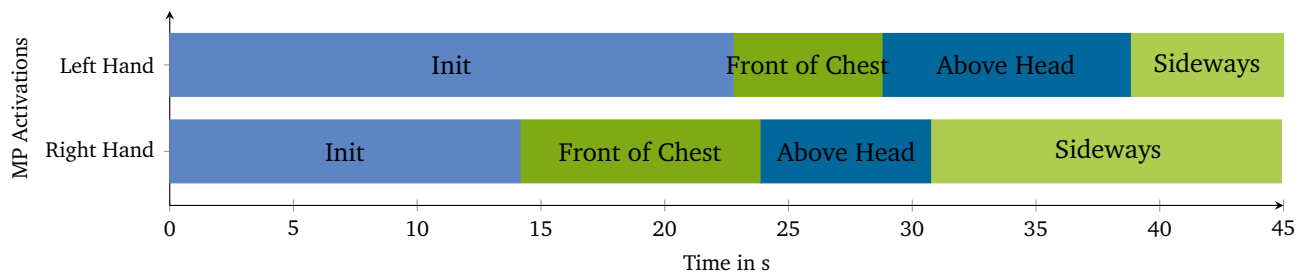 MP Activations
Left Hand
Init
Front of Chest
Above Head
Sideways
Right Hand
Init
Front of Chest
Above Head
Sideways
0 5 10 15 20 25 30 35 40 45
Time in s